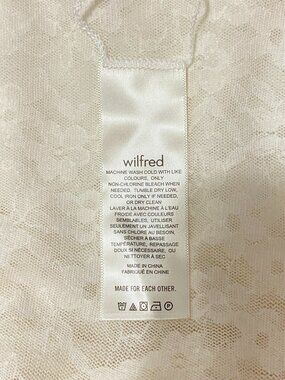 wilfred
MACHINE WASH COLD WITH LIKE
COLOURS, ONLY
NON-CHLORINE BLEACH WHEN
NEEDED, TUMBLE DRY LOW,
COOL IRON ONLY IF NEEDED,
OR DRY CLEAN
LAVER À LA MACHINE À L'EAU
FROIDE AVEC COULEURS
SEMBLABLES, UTILISER
SEULEMENT UN JAVELLISANT
SANS CHLORE AU BESOIN,
SÉCHER À BASSE
TEMPÉRATURE, REPASSAGE
DOUX SI NÉCESSAIRE, OU
NETTOYER À SEC
MADE IN CHINA
FABRIQUÉ EN CHINE
MADE FOR EACH OTHER.